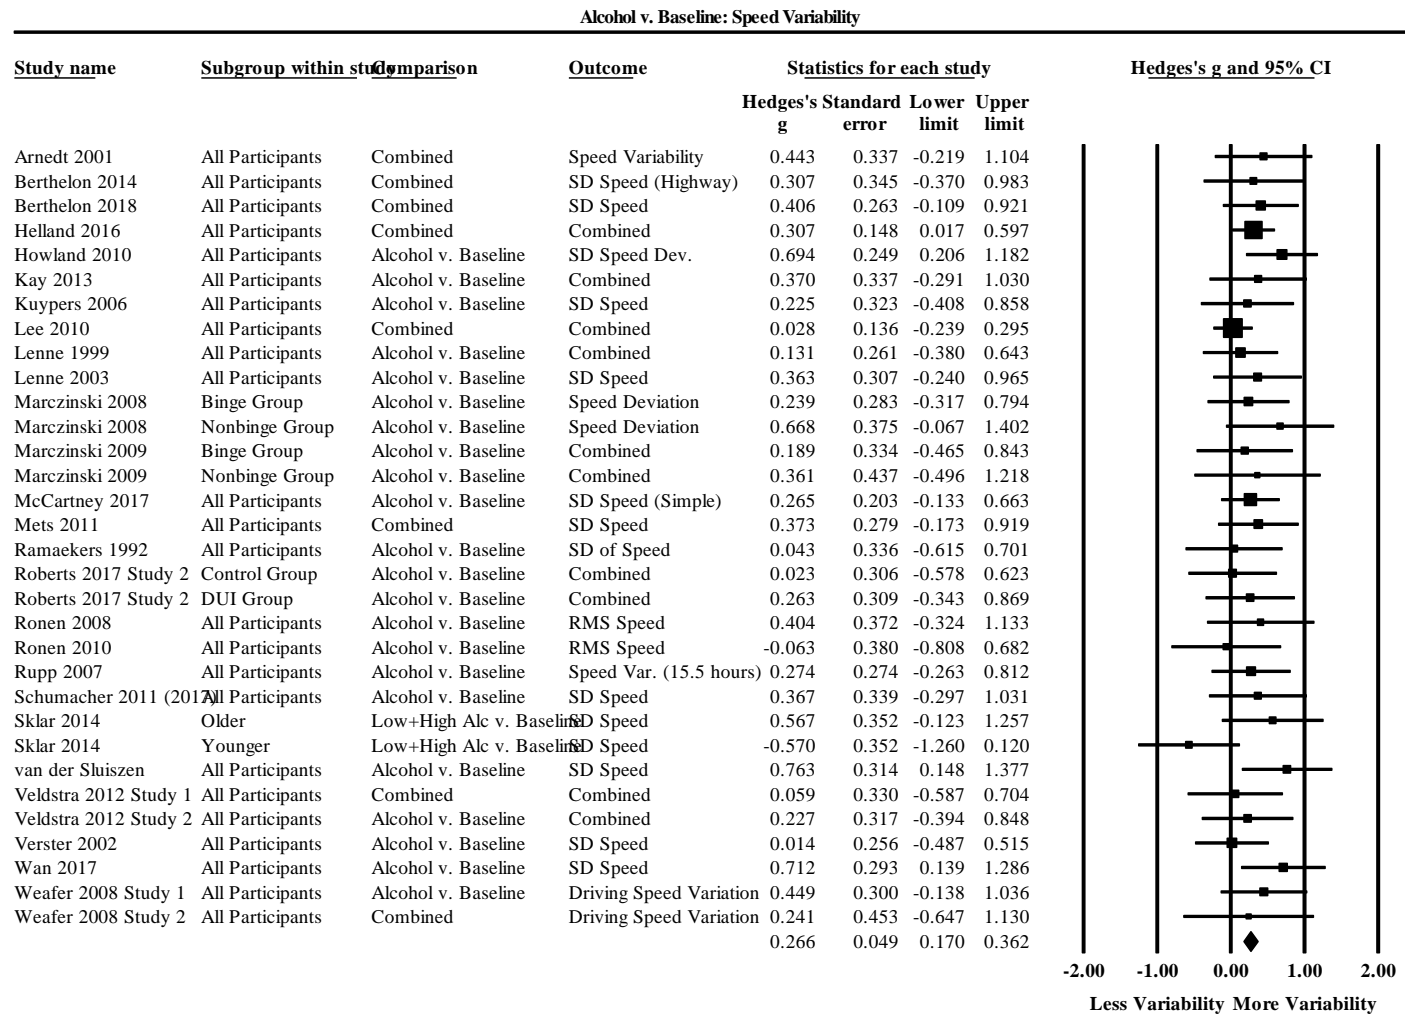 Alcohol v. Baseline: Speed Variability
Study name Subgroup within study Comparison Outcome Statistics for each study Hedges's g and 95% CI
Hedges's Standard Lower Upper
g error limit limit
Arnedt 2001 All Participants Combined Speed Variability 0.443 0.337 -0.219 1.104
Berthelon 2014 All Participants Combined SD Speed (Highway) 0.307 0.345 -0.370 0.983
Berthelon 2018 All Participants Combined SD Speed 0.406 0.263 -0.109 0.921
Helland 2016 All Participants Combined Combined 0.307 0.148 0.017 0.597
Howland 2010 All Participants Alcohol v. Baseline SD Speed Dev. 0.694 0.249 0.206 1.182
Kay 2013 All Participants Alcohol v. Baseline Combined 0.370 0.337 -0.291 1.030
Kuypers 2006 All Participants Alcohol v. Baseline SD Speed 0.225 0.323 -0.408 0.858
Lee 2010 All Participants Combined Combined 0.028 0.136 -0.239 0.295
Lenne 1999 All Participants Alcohol v. Baseline Combined 0.131 0.261 -0.380 0.643
Lenne 2003 All Participants Alcohol v. Baseline SD Speed 0.363 0.307 -0.240 0.965
Marczinski 2008 Binge Group Alcohol v. Baseline Speed Deviation 0.239 0.283 -0.317 0.794
Marczinski 2008 Nonbinge Group Alcohol v. Baseline Speed Deviation 0.668 0.375 -0.067 1.402
Marczinski 2009 Binge Group Alcohol v. Baseline Combined 0.189 0.334 -0.465 0.843
Marczinski 2009 Nonbinge Group Alcohol v. Baseline Combined 0.361 0.437 -0.496 1.218
McCartney 2017 All Participants Alcohol v. Baseline SD Speed (Simple) 0.265 0.203 -0.133 0.663
Mets 2011 All Participants Combined SD Speed 0.373 0.279 -0.173 0.919
Ramaekers 1992 All Participants Alcohol v. Baseline SD of Speed 0.043 0.336 -0.615 0.701
Roberts 2017 Study 2 Control Group Alcohol v. Baseline Combined 0.023 0.306 -0.578 0.623
Roberts 2017 Study 2 DUI Group Alcohol v. Baseline Combined 0.263 0.309 -0.343 0.869
Ronen 2008 All Participants Alcohol v. Baseline RMS Speed 0.404 0.372 -0.324 1.133
Ronen 2010 All Participants Alcohol v. Baseline RMS Speed -0.063 0.380 -0.808 0.682
Rupp 2007 All Participants Alcohol v. Baseline Speed Var. (15.5 hours) 0.274 0.274 -0.263 0.812
Schumacher 2011 (2017) All Participants Alcohol v. Baseline SD Speed 0.367 0.339 -0.297 1.031
Sklar 2014 Older Low+High Alc v. Baseline SD Speed 0.567 0.352 -0.123 1.257
Sklar 2014 Younger Low+High Alc v. Baseline SD Speed -0.570 0.352 -1.260 0.120
van der Sluiszen All Participants Alcohol v. Baseline SD Speed 0.763 0.314 0.148 1.377
Veldstra 2012 Study 1 All Participants Combined Combined 0.059 0.330 -0.587 0.704
Veldstra 2012 Study 2 All Participants Alcohol v. Baseline Combined 0.227 0.317 -0.394 0.848
Verster 2002 All Participants Alcohol v. Baseline SD Speed 0.014 0.256 -0.487 0.515
Wan 2017 All Participants Alcohol v. Baseline SD Speed 0.712 0.293 0.139 1.286
Weafer 2008 Study 1 All Participants Alcohol v. Baseline Driving Speed Variation 0.449 0.300 -0.138 1.036
Weafer 2008 Study 2 All Participants Combined Driving Speed Variation 0.241 0.453 -0.647 1.130
0.266 0.049 0.170 0.362
-2.00 -1.00 0.00 1.00 2.00
Less Variability More Variability